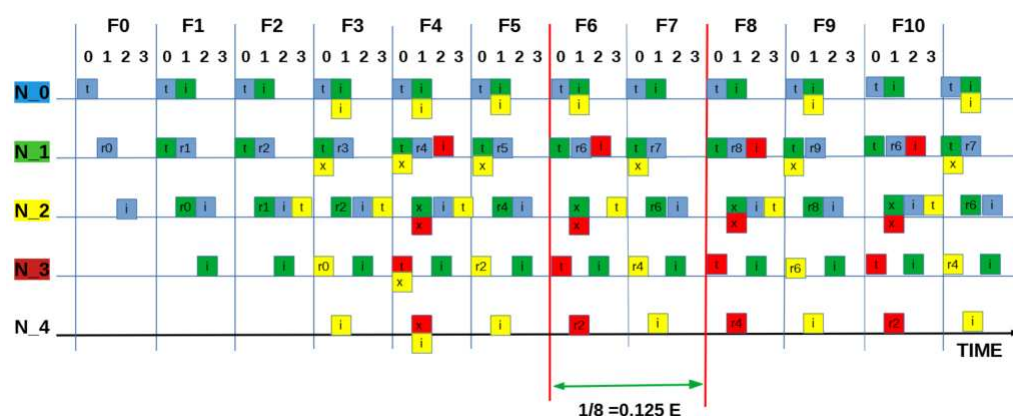 F0 F1 F2 F3 F4 F5 F6 F7 F8 F9 F10
0 1 2 3 0 1 2 3 0 1 2 3 0 1 2 3 0 1 2 3 0 1 2 3 0 1 2 3 0 1 2 3 0 1 2 3 0 1 2 3 0 1 2 3
N_0 t t i t i t i t i t i t i t i t i t i t i t i
i i i i i i
N_1 r0 t r1 t r2 t r3 t r4 i t r5 t r6 t r7 t r8 t r9 t r6 t r7
x x x x x x
N_2 i r0 i r1 i t r2 i t x i t r4 i x t r6 i x i t r8 i x i t r6 i
x x x x
N_3 i i r0 i t i r2 i t i r4 i t i r6 i t i r4 i
x
N_4 i x i r2 i r4 i r2 i
i
TIME
1/8 =0.125 E